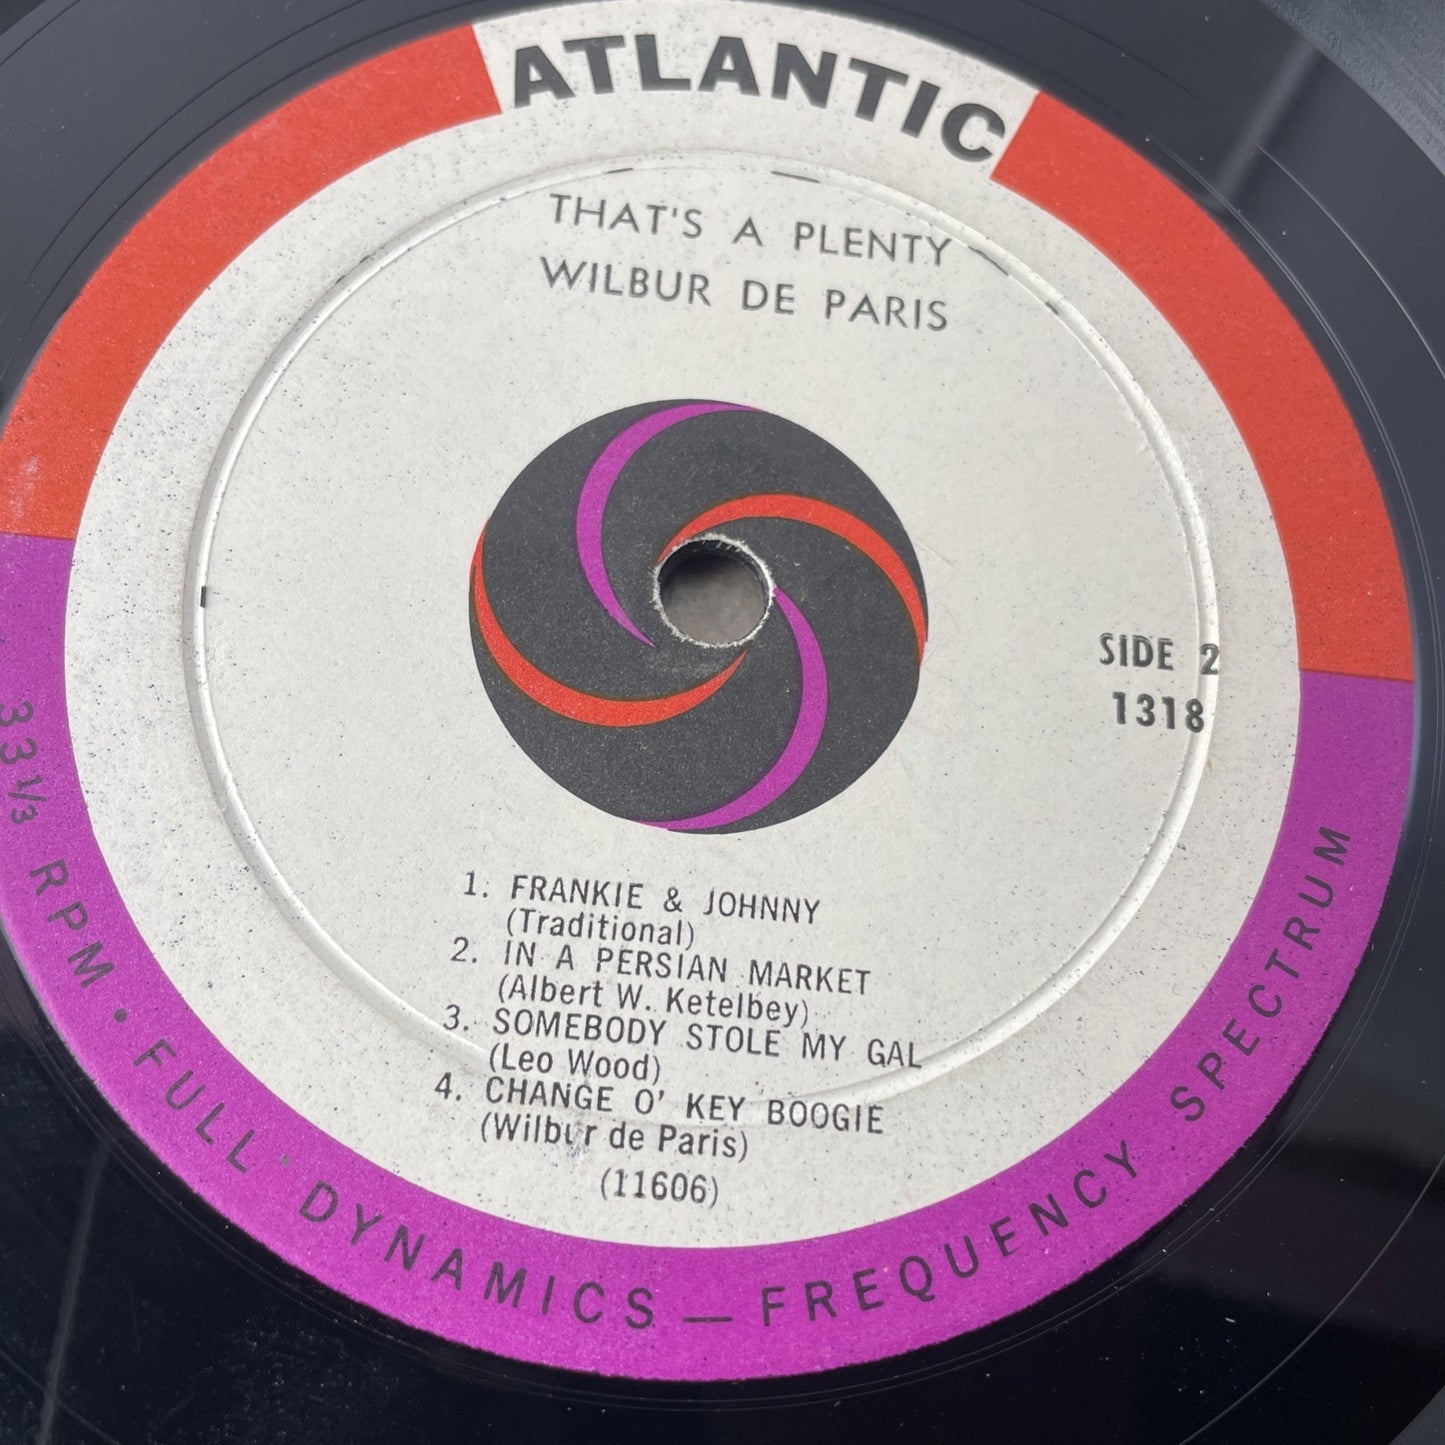 ATLANTIC
THAT'S A PLENTY
WILBUR DE PARIS
SIDE 2
1318
1. FRANKIE & JOHNNY
(Traditional)
2. IN A PERSIAN MARKET
(Albert W. Ketelbey)
3. SOMEBODY STOLE MY GAL
(Leo Wood)
4. CHANGE O' KEY BOOGIE
(Wilbur de Paris)
(11606)
33 1/3 RPM • FULL DYNAMICS — FREQUENCY SPECTRUM